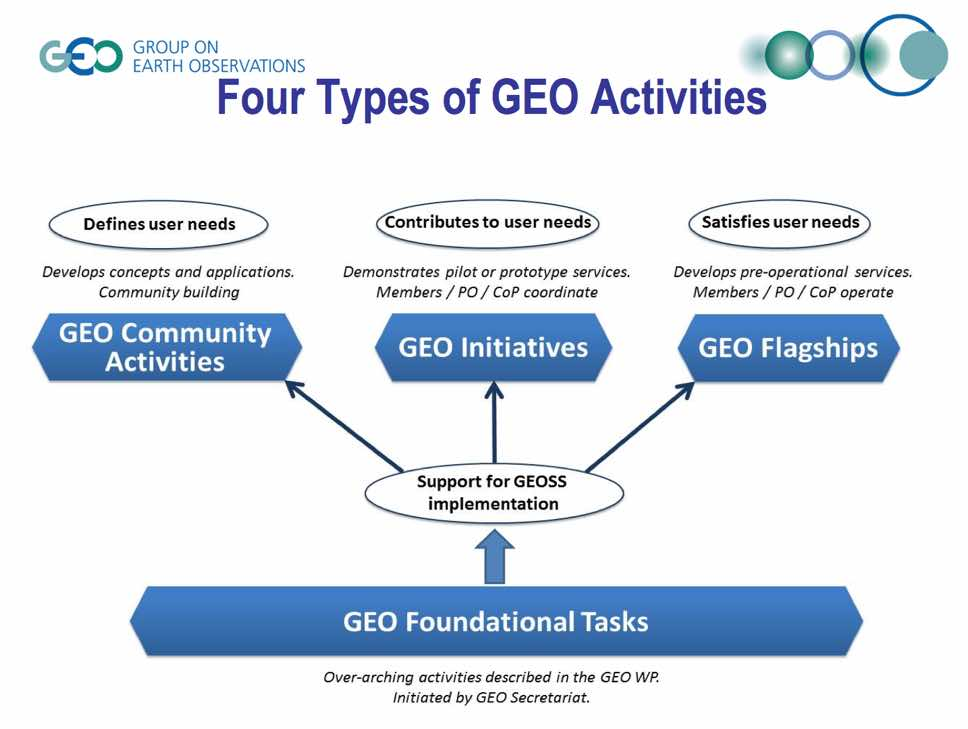 GEO
GROUP ON
EARTH OBSERVATIONS
Four Types of GEO Activities
Defines user needs
Develops concepts and applications.
Community building
GEO Community
Activities
Contributes to user needs
Demonstrates pilot or prototype services.
Members / PO / CoP coordinate
GEO Initiatives
Satisfies user needs
Develops pre-operational services.
Members / PO / CoP operate
GEO Flagships
Support for GEOSS
implementation
GEO Foundational Tasks
Over-arching activities described in the GEO WP.
Initiated by GEO Secretariat.